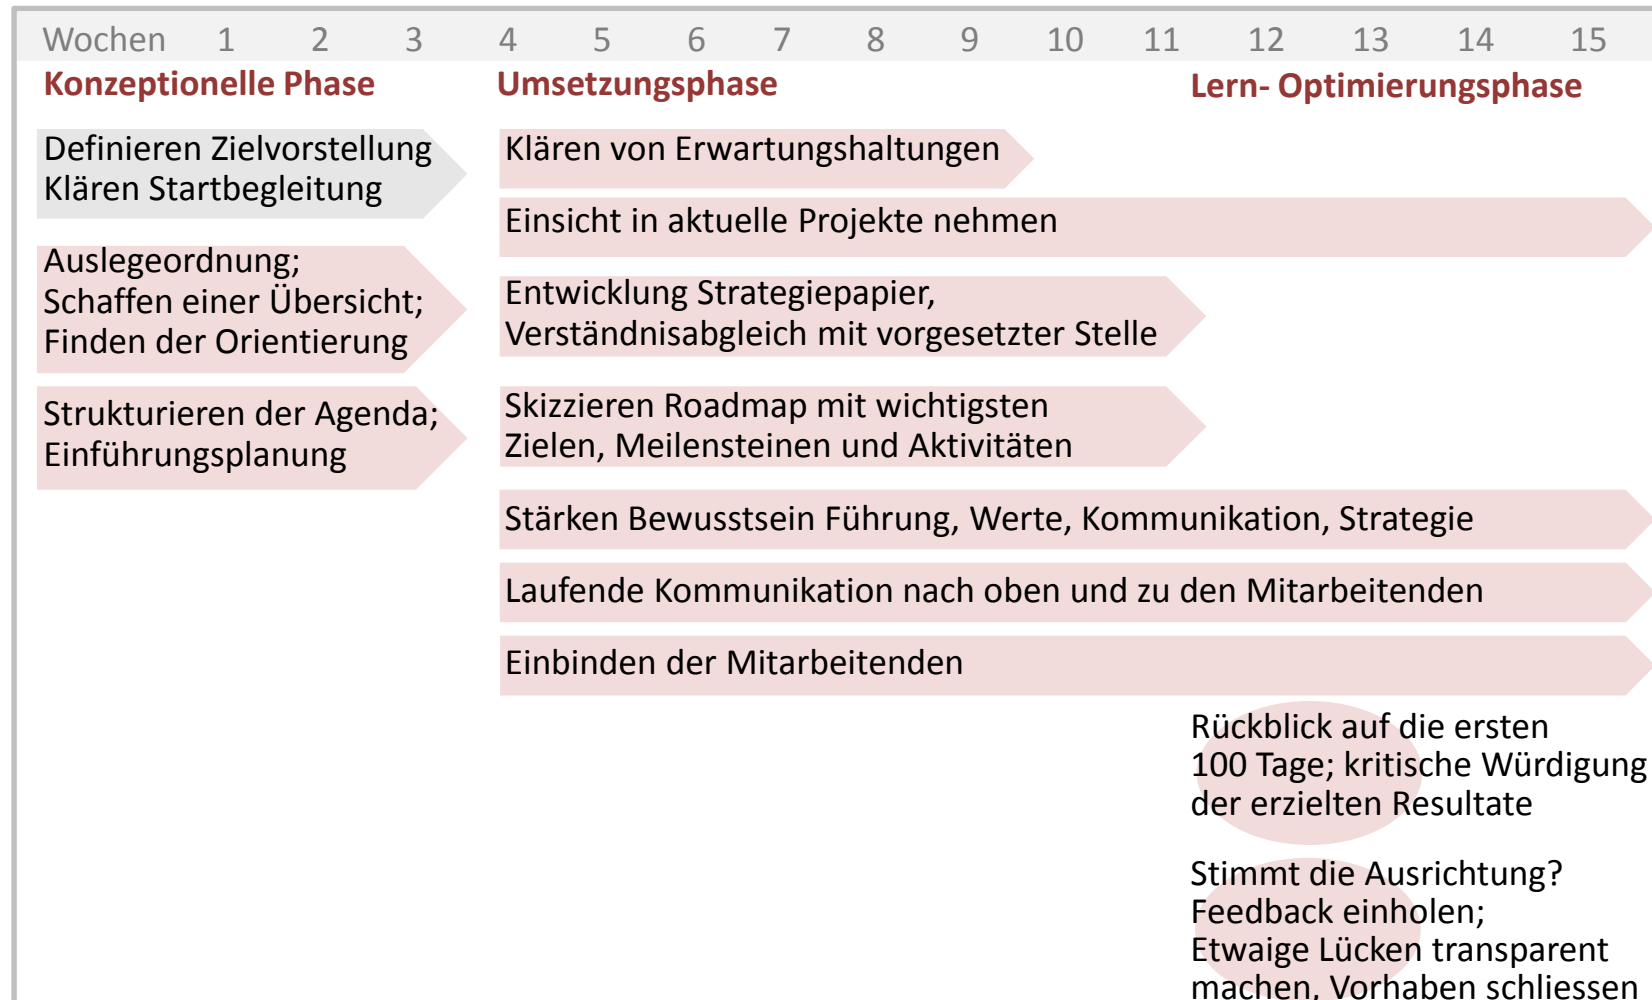 Wochen 1 2 3 4 5 6 7 8 9 10 11 12 13 14 15
Konzeptionelle Phase
Umsetzungsphase
Lern- Optimierungsphase
Definieren Zielvorstellung
Klären Startbegleitung
Auslegeordnung;
Schaffen einer Übersicht;
Finden der Orientierung
Strukturieren der Agenda;
Einführungsplanung
Klären von Erwartungshaltungen
Einsicht in aktuelle Projekte nehmen
Entwicklung Strategiepapier,
Verständnisabgleich mit vorgesetzter Stelle
Skizzieren Roadmap mit wichtigsten
Zielen, Meilensteinen und Aktivitäten
Stärken Bewusstsein Führung, Werte, Kommunikation, Strategie
Laufende Kommunikation nach oben und zu den Mitarbeitenden
Einbinden der Mitarbeitenden
Rückblick auf die ersten
100 Tage; kritische Würdigung
der erzielten Resultate
Stimmt die Ausrichtung?
Feedback einholen;
Etwaige Lücken transparent
machen, Vorhaben schliessen